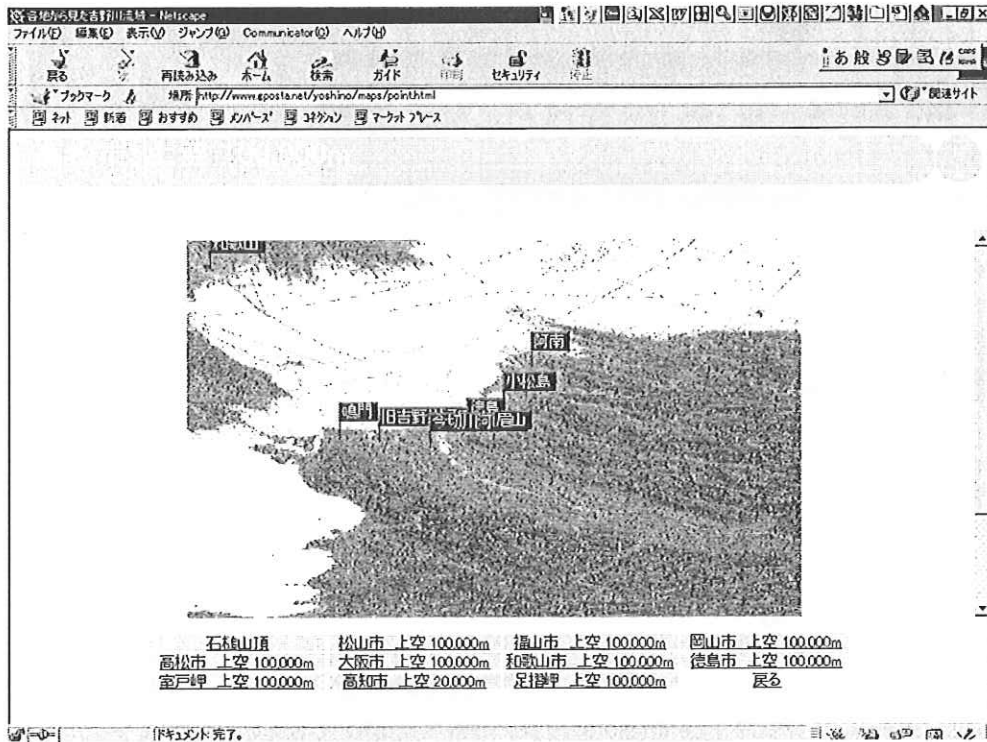 各地から見た吉野川流域 - Netscape
ファイル(F) 編集(E) 表示(V) ジャンプ(G) Communicator(C) ヘルプ(H)
戻る 再読み込み ホーム 検索 ガイド 印刷 セキュリティ 停止
あ 般
ブックマーク 場所 http://www.eposta.net/yoshino/maps/point.html 関連サイト
ネット 新着 おすすめ メンバーズ コネクション マーケットプレース
阿南
小松島
鳴門 徳島
旧吉野 眉山
石鎚山頂 松山市 上空 100,000m 福山市 上空 100,000m 岡山市 上空 100,000m
高松市 上空 100,000m 大阪市 上空 100,000m 和歌山市 上空 100,000m 徳島市 上空 100,000m
室戸岬 上空 100,000m 高知市 上空 20,000m 足摺岬 上空 100,000m 戻る
ドキュメント完了。